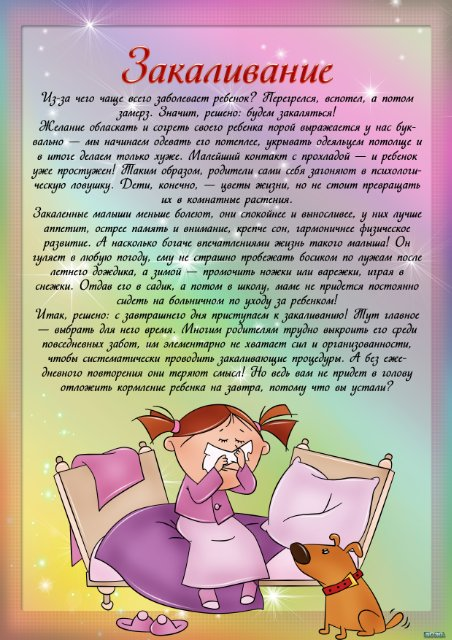 Закаливание
Из-за чего чаще всего заболевает ребенок? Перегрелся, вспотел, а потом
замерз. Значит, решено: будем закаляться!
Желание обласкать и согреть своего ребенка порой выражается у нас бук-
вально — мы начинаем одевать его потеплее, укрывать одеяльцем потолще и
в итоге делаем только хуже. Малейший контакт с прохладой — и ребенок
уже простужен! Таким образом, родители сами себя загоняют в психологи-
ческую ловушку. Дети, конечно, — цветы жизни, но не стоит превращать
их в комнатные растения.
Закаленные малыши меньше болеют, они спокойнее и выносливее, у них лучше
аппетит, острее память и внимание, крепче сон, гармоничнее физическое
развитие. А насколько богаче впечатлениями жизнь такого малыша! Он
гуляет в любую погоду, ему не страшно пробежать босиком по лужам после
летнего дождика, а зимой — промочить ножки или варежки, играя в
снежки. Отдав его в садик, а потом в школу, маме не придется постоянно
сидеть на больничном по уходу за ребенком!
Итак, решено: с завтрашнего дня приступаем к закаливанию! Тут главное
— выбрать для него время. Многим родителям трудно выкроить его среди
повседневных забот, им элементарно не хватает сил и организованности,
чтобы систематически проводить закаливающие процедуры. А без еже-
дневного повторения они теряют смысл! Но ведь вам не придет в голову
отложить кормление ребенка на завтра, потому что вы устали?